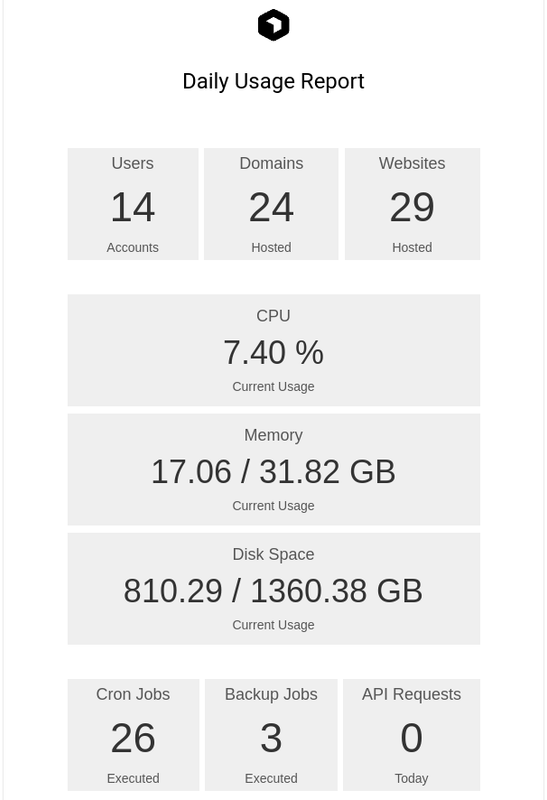 Daily Usage Report
Users
14
Accounts
Domains
24
Hosted
Websites
29
Hosted
CPU
7.40 %
Current Usage
Memory
17.06 / 31.82 GB
Current Usage
Disk Space
810.29 / 1360.38 GB
Current Usage
Cron Jobs
26
Executed
Backup Jobs
3
Executed
API Requests
0
Today